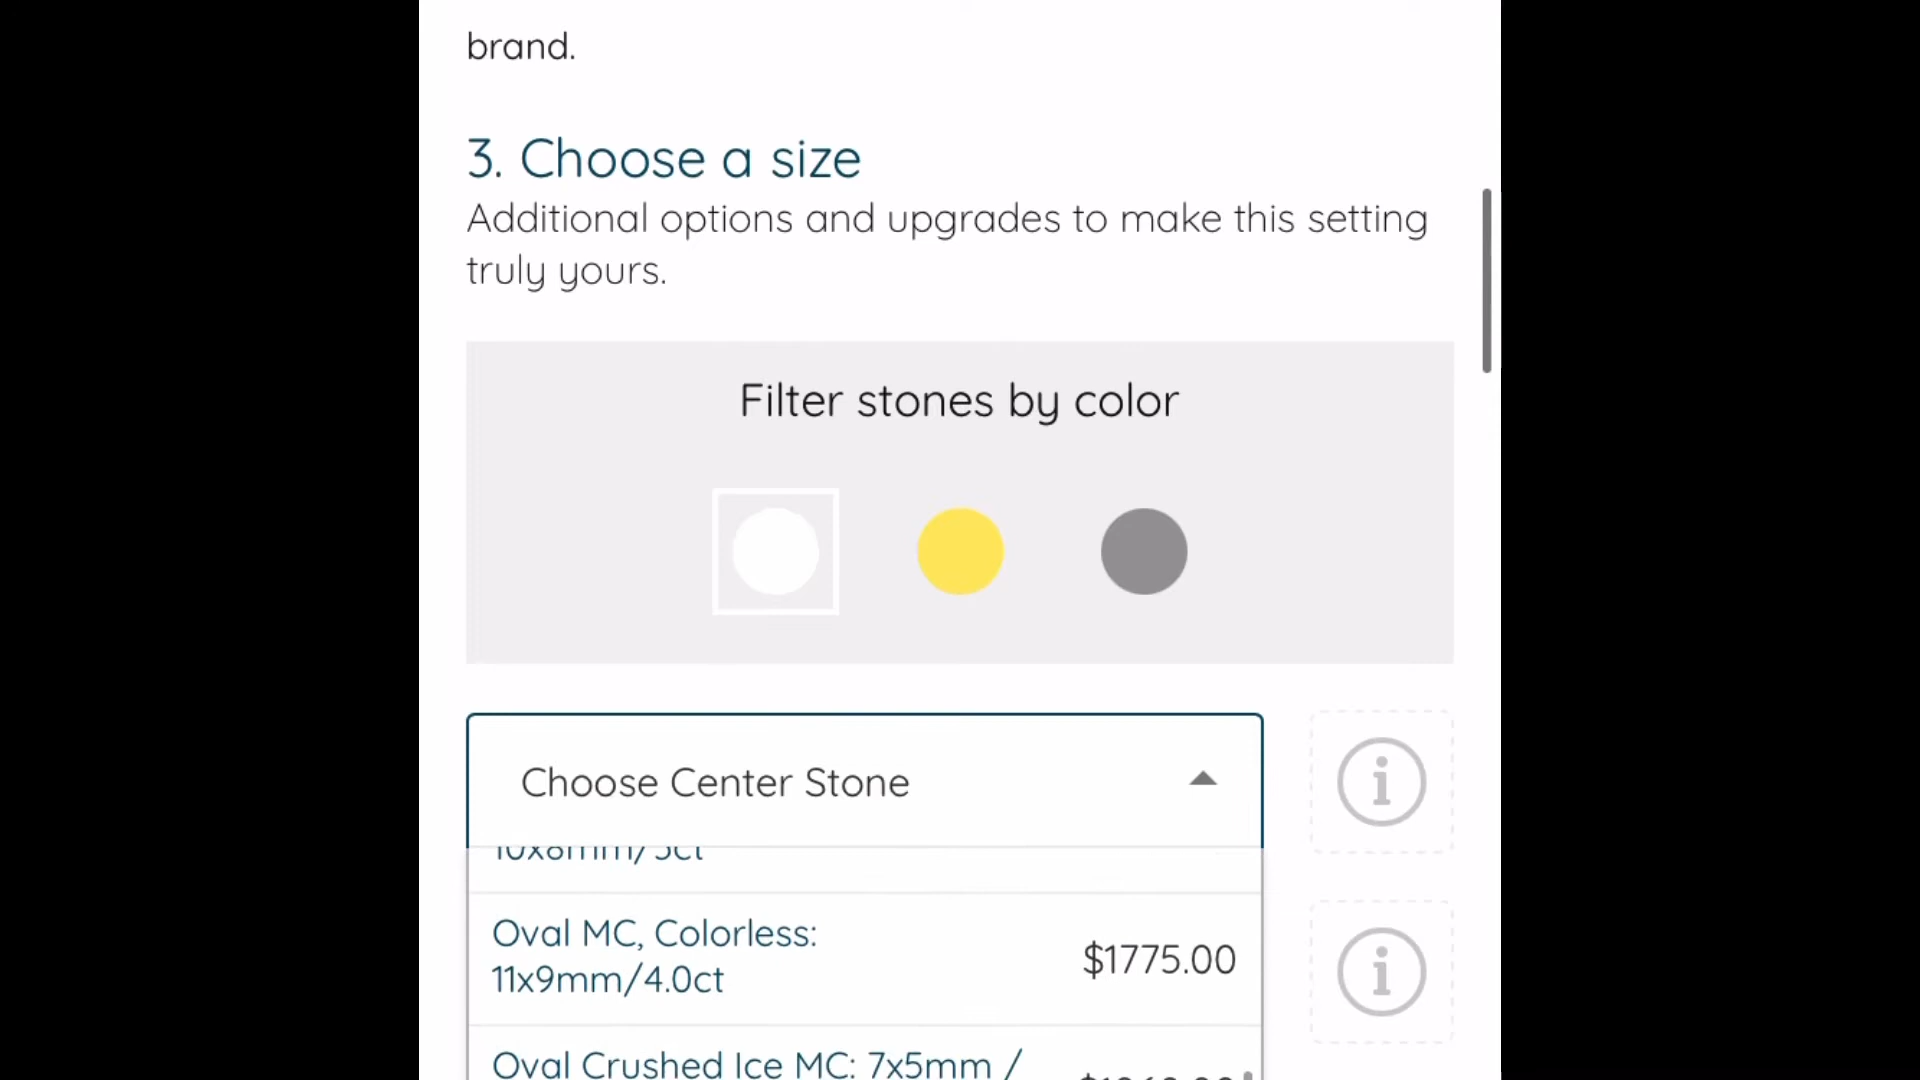 brand.
3. Choose a size
Additional options and upgrades to make this setting
truly yours.
Filter stones by color
Choose Center Stone
Oval MC, Colorless:
11x9mm/4.0ct
$1775.00
Oval Crushed Ice MC: 7x5mm /